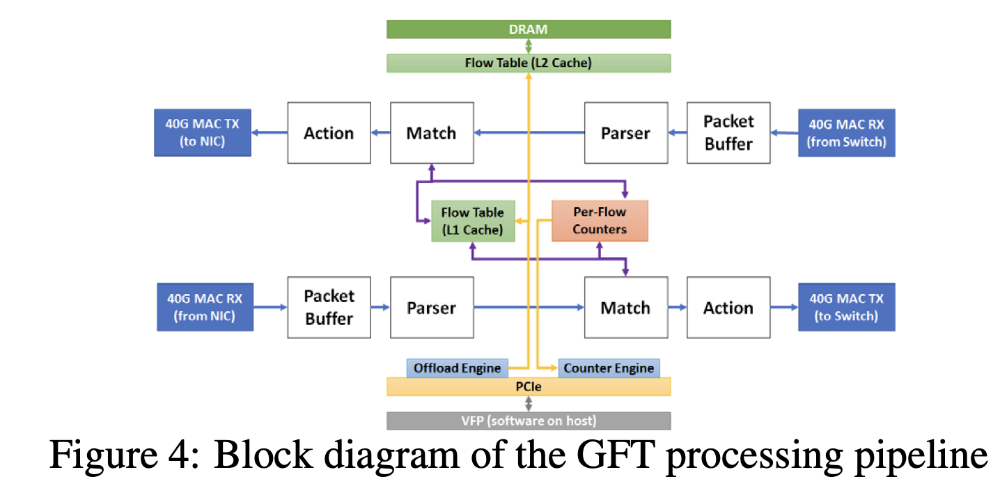 DRAM
Flow Table (L2 Cache)
40G MAC TX
(to NIC)
Action
Match
Parser
Packet
Buffer
40G MAC RX
(from Switch)
Flow Table
(L1 Cache)
Per-Flow
Counters
40G MAC RX
(from NIC)
Packet
Buffer
Parser
Match
Action
40G MAC TX
(to Switch)
Offload Engine
Counter Engine
PCIe
VFP (software on host)
Figure 4: Block diagram of the GFT processing pipeline